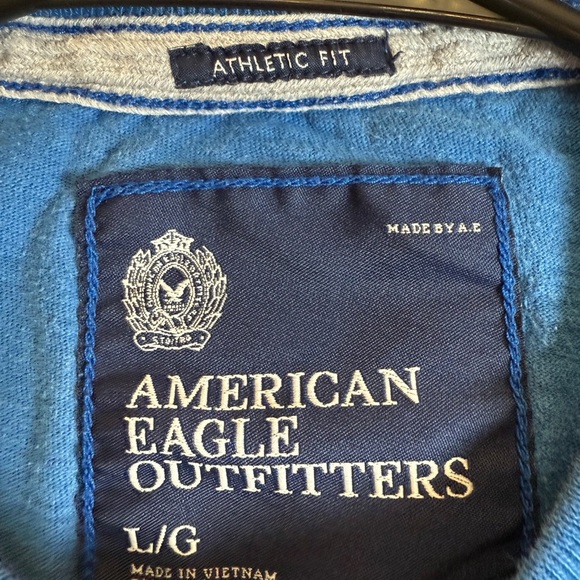 ATHLETIC FIT
MADE BY A.E
AMERICAN
EAGLE
OUTFITTERS
L/G
MADE IN VIETNAM